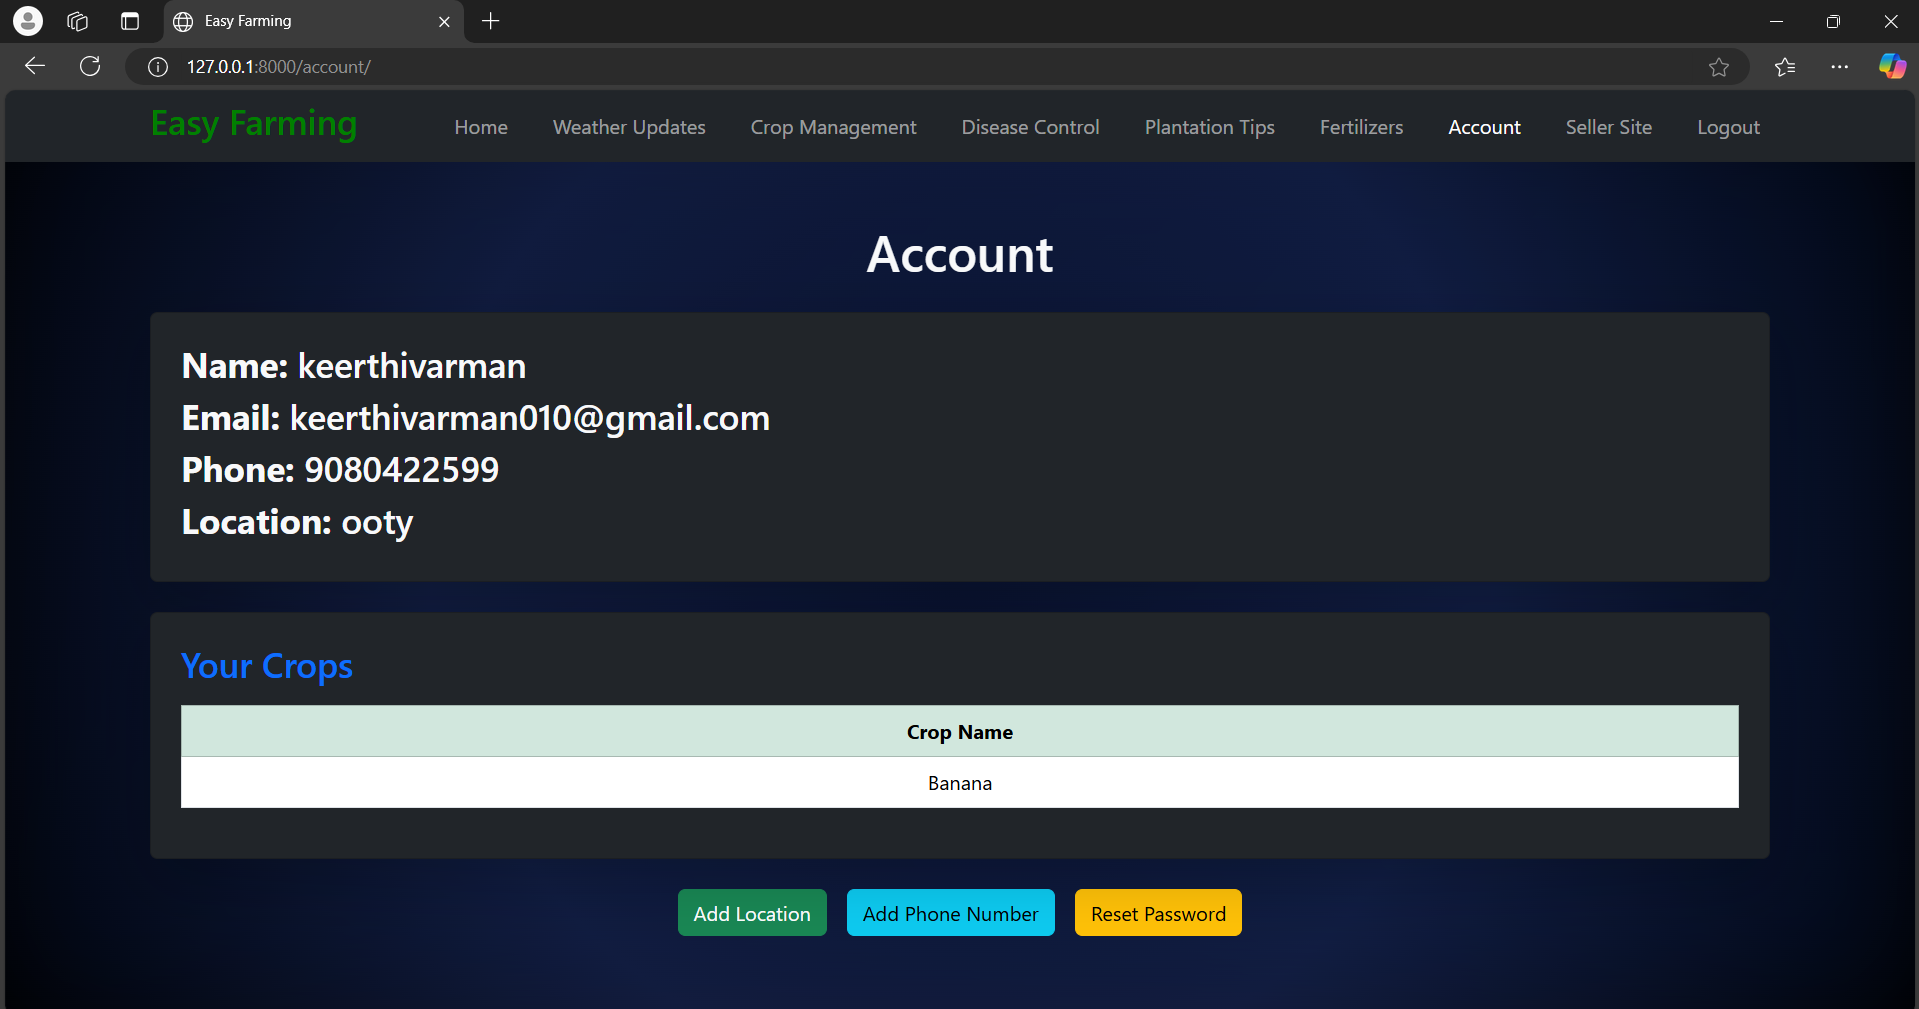 Easy Farming
127.0.0.1:8000/account/
Easy Farming Home Weather Updates Crop Management Disease Control Plantation Tips Fertilizers Account Seller Site Logout
Account
Name: keerthivarman
Email: keerthivarman010@gmail.com
Phone: 9080422599
Location: ooty
Your Crops
Crop Name
Banana
Add Location Add Phone Number Reset Password